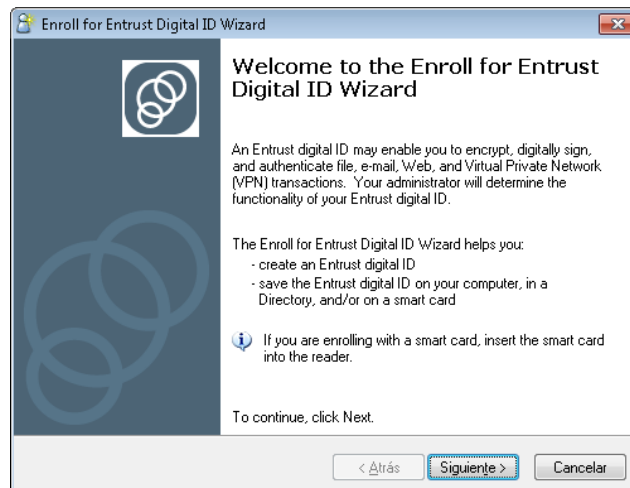 Enroll for Entrust Digital ID Wizard
Welcome to the Enroll for Entrust
Digital ID Wizard
An Entrust digital ID may enable you to encrypt, digitally sign,
and authenticate file, e-mail, Web, and Virtual Private Network
(VPN) transactions. Your administrator will determine the
functionality of your Entrust digital ID.
The Enroll for Entrust Digital ID Wizard helps you:
- create an Entrust digital ID
- save the Entrust digital ID on your computer, in a
Directory, and/or on a smart card
If you are enrolling with a smart card, insert the smart card
into the reader.
To continue, click Next.
< Atrás Siguiente > Cancelar